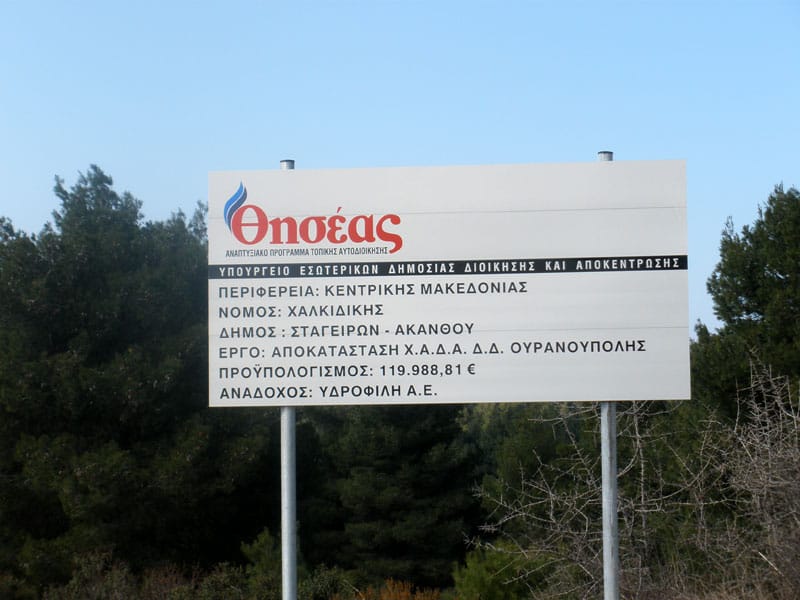 Θησέας
ΑΝΑΠΤΥΞΙΑΚΟ ΠΡΟΓΡΑΜΜΑ ΤΟΠΙΚΗΣ ΑΥΤΟΔΙΟΙΚΗΣΗΣ
ΥΠΟΥΡΓΕΙΟ ΕΣΩΤΕΡΙΚΩΝ ΔΗΜΟΣΙΑΣ ΔΙΟΙΚΗΣΗΣ ΚΑΙ ΑΠΟΚΕΝΤΡΩΣΗΣ
ΠΕΡΙΦΕΡΕΙΑ: ΚΕΝΤΡΙΚΗΣ ΜΑΚΕΔΟΝΙΑΣ
ΝΟΜΟΣ: ΧΑΛΚΙΔΙΚΗΣ
ΔΗΜΟΣ : ΣΤΑΓΕΙΡΩΝ - ΑΚΑΝΘΟΥ
ΕΡΓΟ: ΑΠΟΚΑΤΑΣΤΑΣΗ Χ.Α.Δ.Α. Δ.Δ. ΟΥΡΑΝΟΥΠΟΛΗΣ
ΠΡΟΫΠΟΛΟΓΙΣΜΟΣ: 119.988,81 €
ΑΝΑΔΟΧΟΣ: ΥΔΡΟΦΙΛΗ Α.Ε.